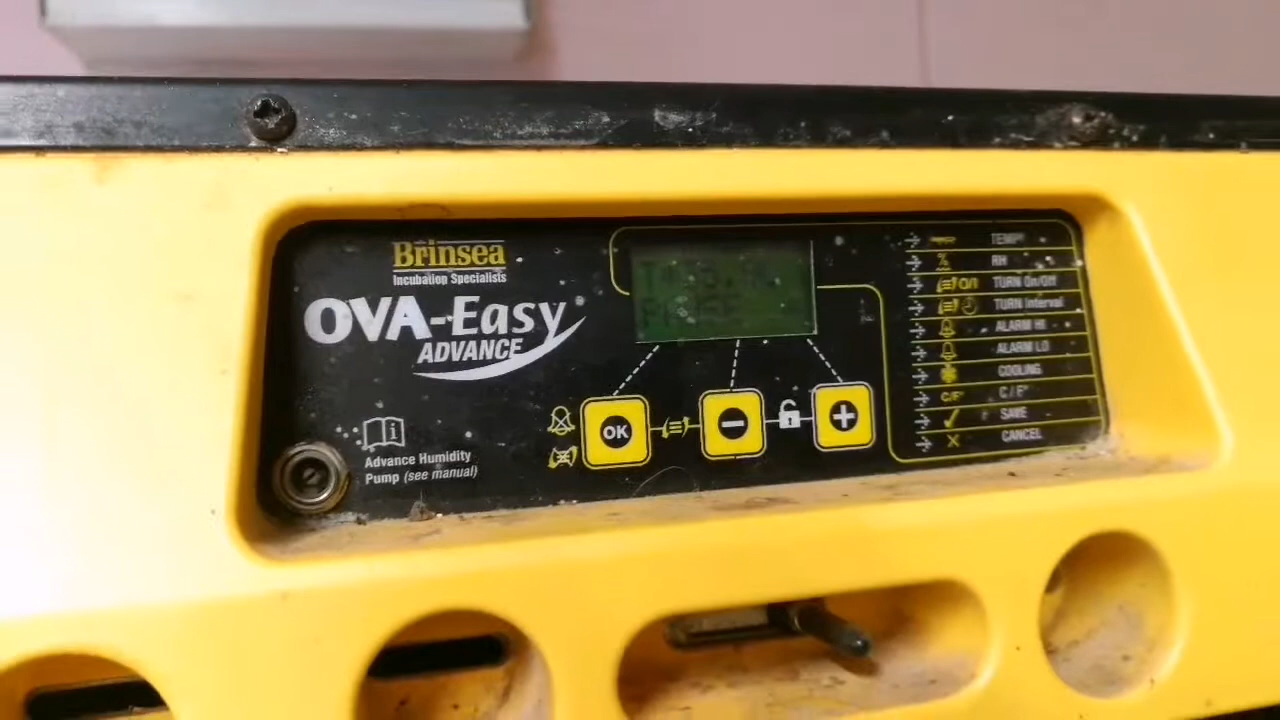 Brinsea
Incubation Specialists
OVA-Easy
ADVANCE
Advance Humidity
Pump (see manual)
OK
TEMP°
% RH
O/I TURN On/Off
TURN Interval
ALARM HI
ALARM LO
COOLING
C/F° C / F°
SAVE
CANCEL